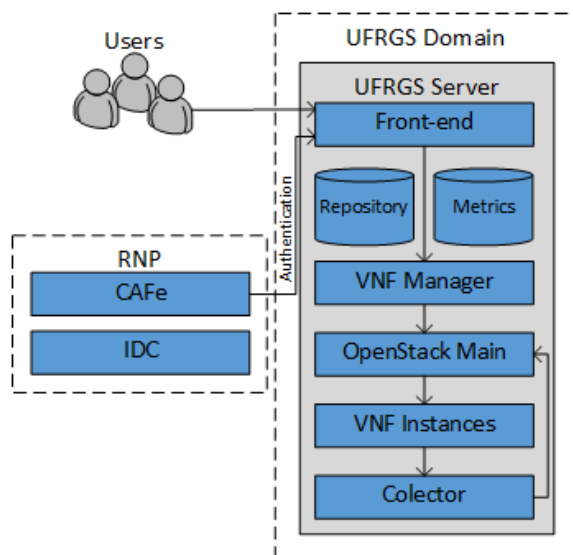 Users
UFRGS Domain
UFRGS Server
Front-end
Repository
Metrics
Authentication
RNP
CAFe
IDC
VNF Manager
OpenStack Main
VNF Instances
Colector